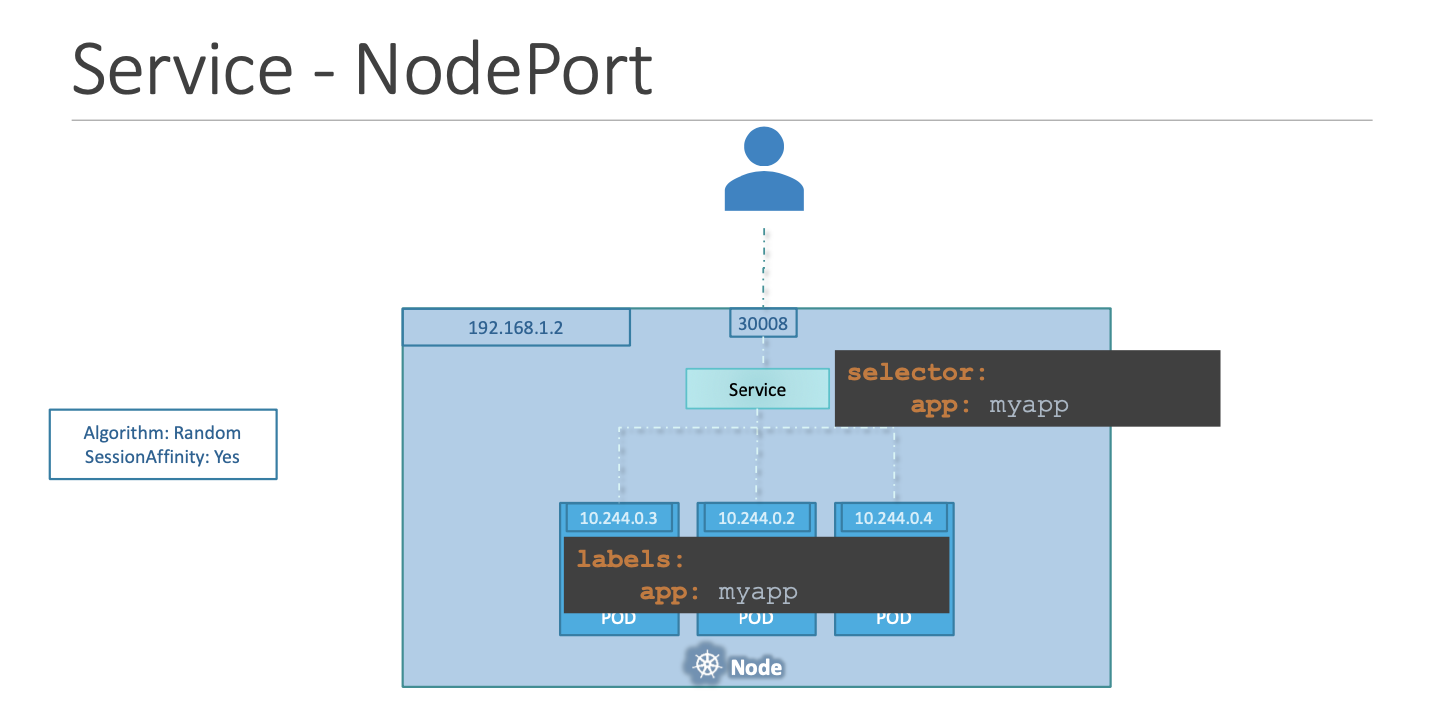 Service - NodePort
192.168.1.2
30008
Service
selector:
app: myapp
Algorithm: Random
SessionAffinity: Yes
10.244.0.3
10.244.0.2
10.244.0.4
labels:
app: myapp
POD
POD
POD
Node